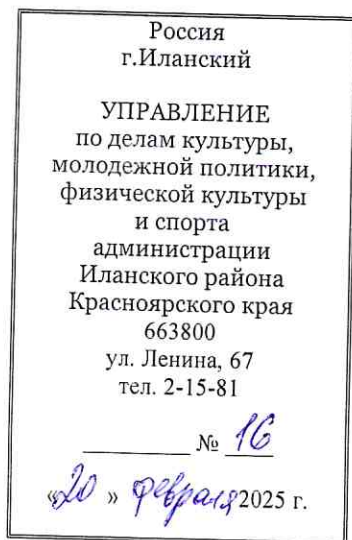 Россия
г.Иланский
УПРАВЛЕНИЕ
по делам культуры,
молодежной политики,
физической культуры
и спорта
администрации
Иланского района
Красноярского края
663800
ул. Ленина, 67
тел. 2-15-81
__________ № 16
«20 » февраля 2025 г.